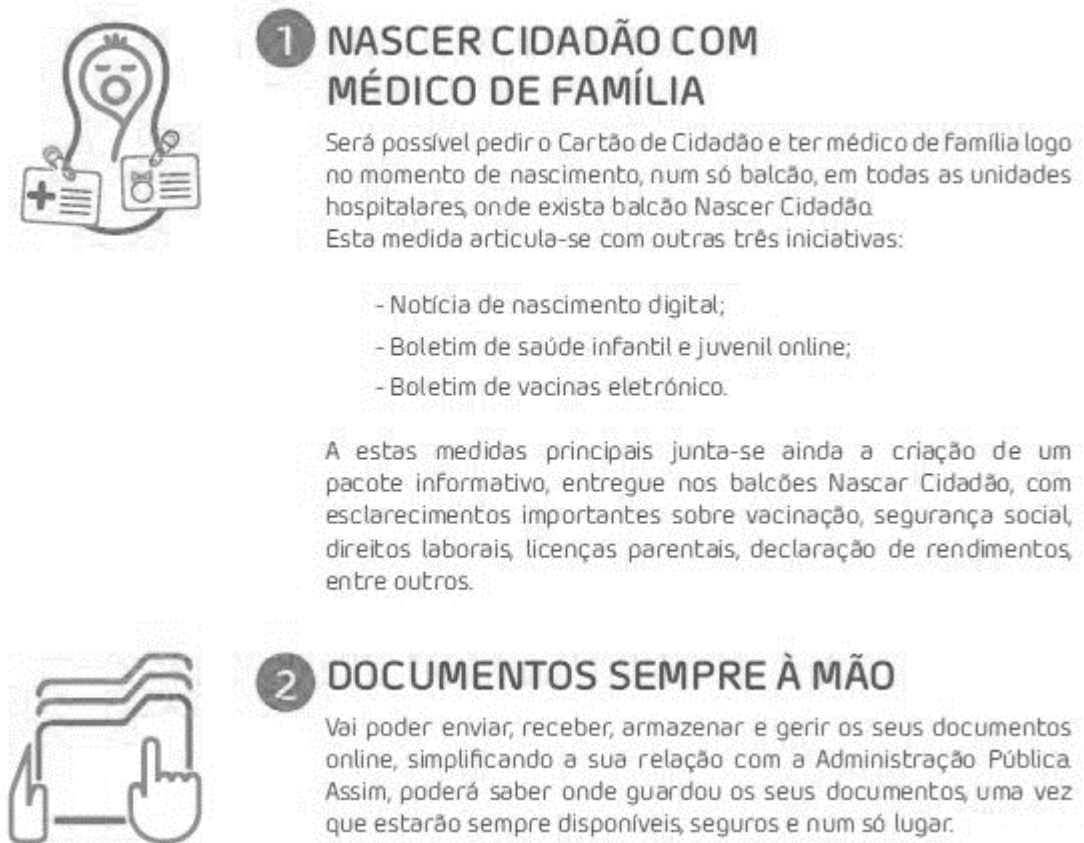 1 NASCER CIDADÃO COM
MÉDICO DE FAMÍLIA
Será possível pedir o Cartão de Cidadão e ter médico de família logo
no momento de nascimento, num só balcão, em todas as unidades
hospitalares, onde exista balcão Nascer Cidadão.
Esta medida articula-se com outras três iniciativas:
- Notícia de nascimento digital;
- Boletim de saúde infantil e juvenil online;
- Boletim de vacinas eletrónico.
A estas medidas principais junta-se ainda a criação de um
pacote informativo, entregue nos balcões Nascar Cidadão, com
esclarecimentos importantes sobre vacinação, segurança social,
direitos laborais, licenças parentais, declaração de rendimentos,
entre outros.
2 DOCUMENTOS SEMPRE À MÃO
Vai poder enviar, receber, armazenar e gerir os seus documentos
online, simplificando a sua relação com a Administração Pública.
Assim, poderá saber onde guardou os seus documentos, uma vez
que estarão sempre disponíveis, seguros e num só lugar.